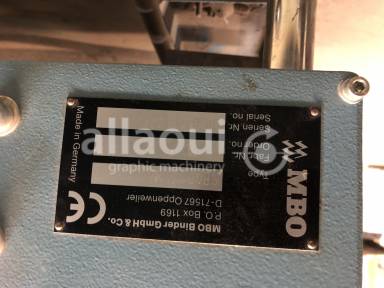 MBO
Type
Fabr.Nr.
Order no.
Serien Nr.
Serial no.
Made in Germany
MBO Binder GmbH & Co.
P.O. Box 1169
D-71567 Oppenweiler
CE
allaoui
graphic machinery